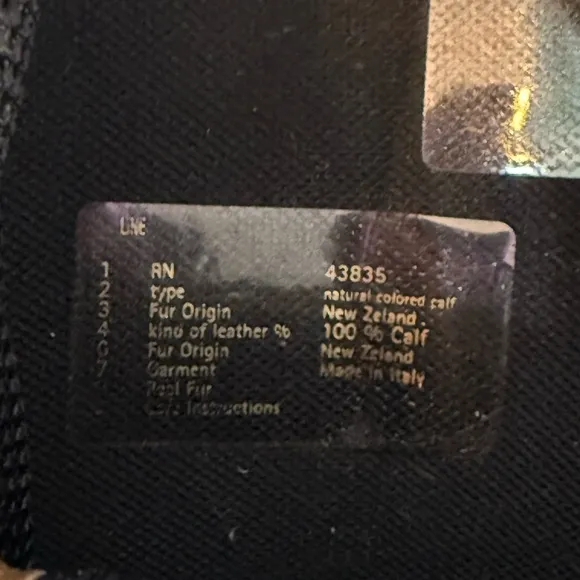 LINE
1 RN 43835
2 type natural colored calf
3 Fur Origin New Zeland
4 kind of leather % 100 % Calf
6 Fur Origin New Zeland
7 Garment Made in Italy
Real Fur
Care Instructions